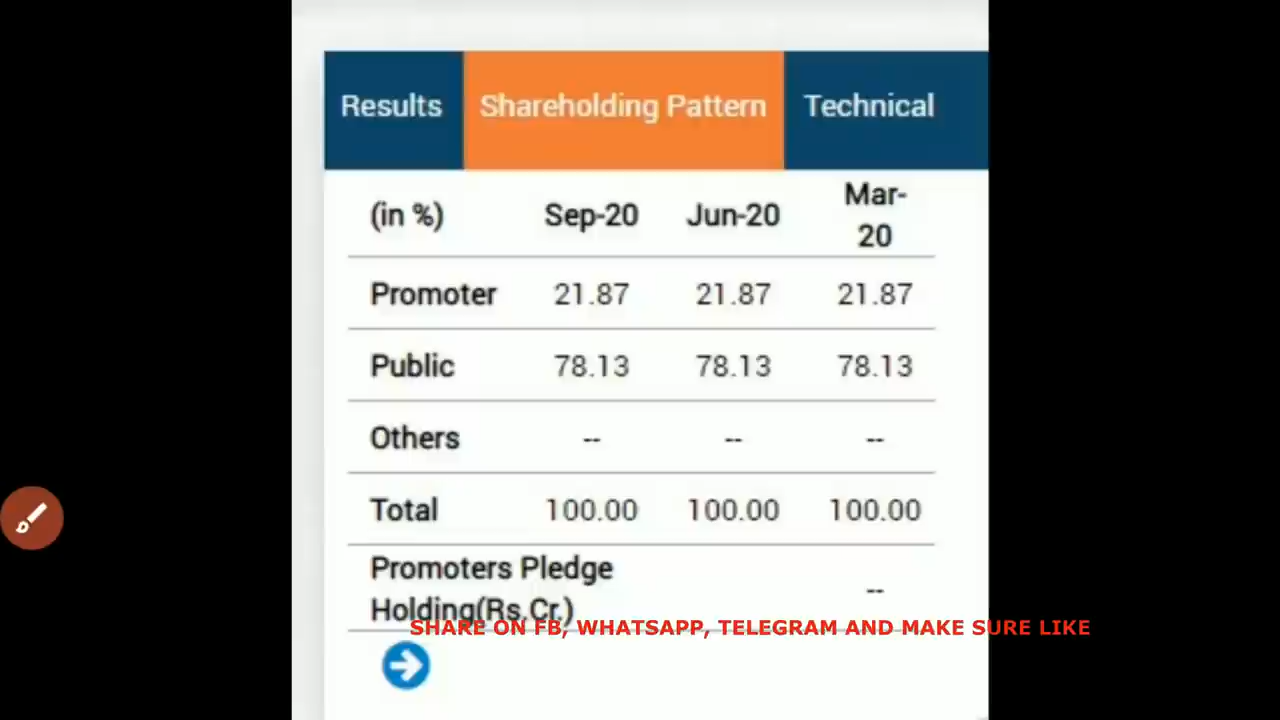 Results Shareholding Pattern Technical
(in %) Sep-20 Jun-20 Mar-
20
Promoter 21.87 21.87 21.87
Public 78.13 78.13 78.13
Others -- -- --
Total 100.00 100.00 100.00
Promoters Pledge
Holding(Rs.Cr.) --
SHARE ON FB, WHATSAPP, TELEGRAM AND MAKE SURE LIKE